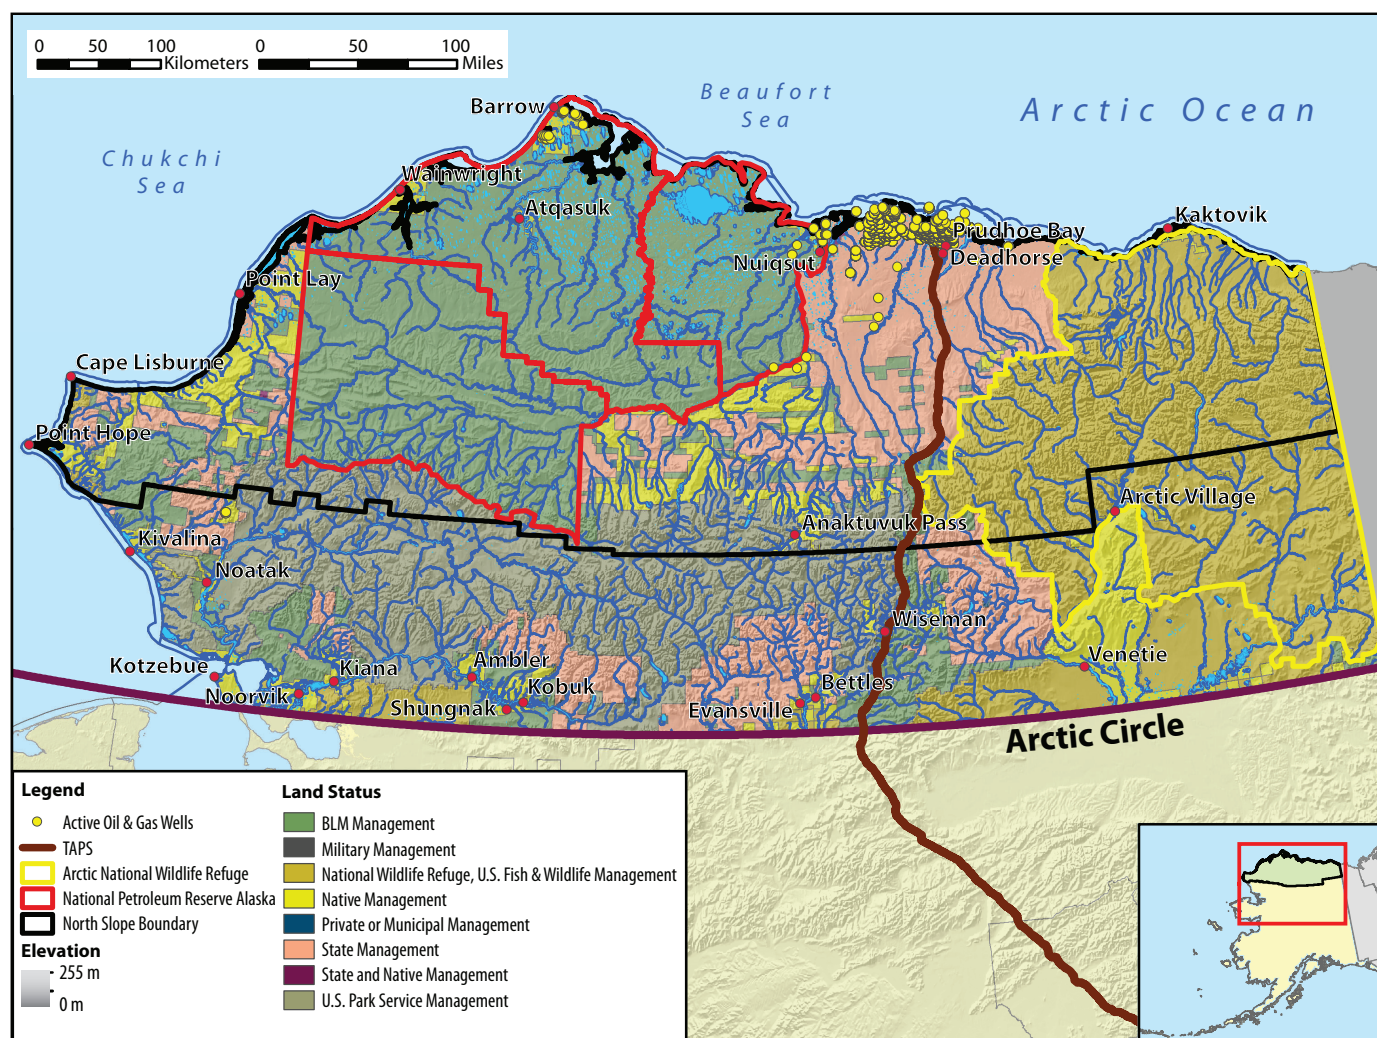 0 50 100
Kilometers
0 50 100
Miles
Beaufort
Sea
Arctic Ocean
Chukchi
Sea
Barrow
Wainwright
Atqasuk
Kaktovik
Prudhoe Bay
Deadhorse
Nuiqsut
Point Lay
Cape Lisburne
Point Hope
Arctic Village
Anaktuvuk Pass
Kivalina
Noatak
Wiseman
Venetie
Kotzebue
Kiana
Ambler
Noorvik
Kobuk
Shungnak
Bettles
Evansville
Arctic Circle
Legend
Active Oil & Gas Wells
TAPS
Arctic National Wildlife Refuge
National Petroleum Reserve Alaska
North Slope Boundary
Elevation
255 m
0 m
Land Status
BLM Management
Military Management
National Wildlife Refuge, U.S. Fish & Wildlife Management
Native Management
Private or Municipal Management
State Management
State and Native Management
U.S. Park Service Management